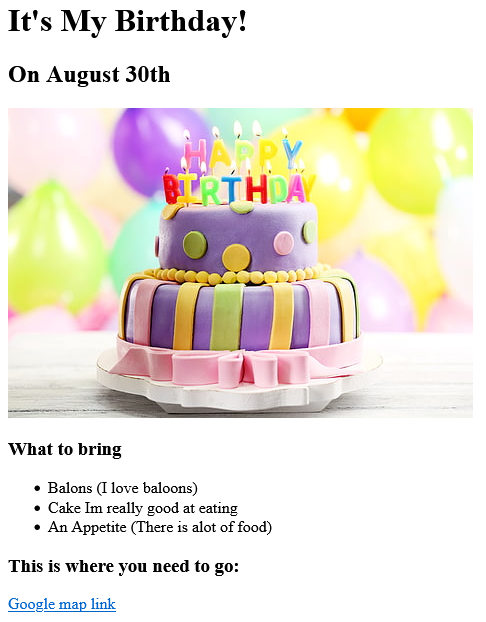 It's My Birthday!
On August 30th
HAPPY
BIRTHDAY
What to bring
Balons (I love baloons)
Cake Im really good at eating
An Appetite (There is alot of food)
This is where you need to go:
Google map link